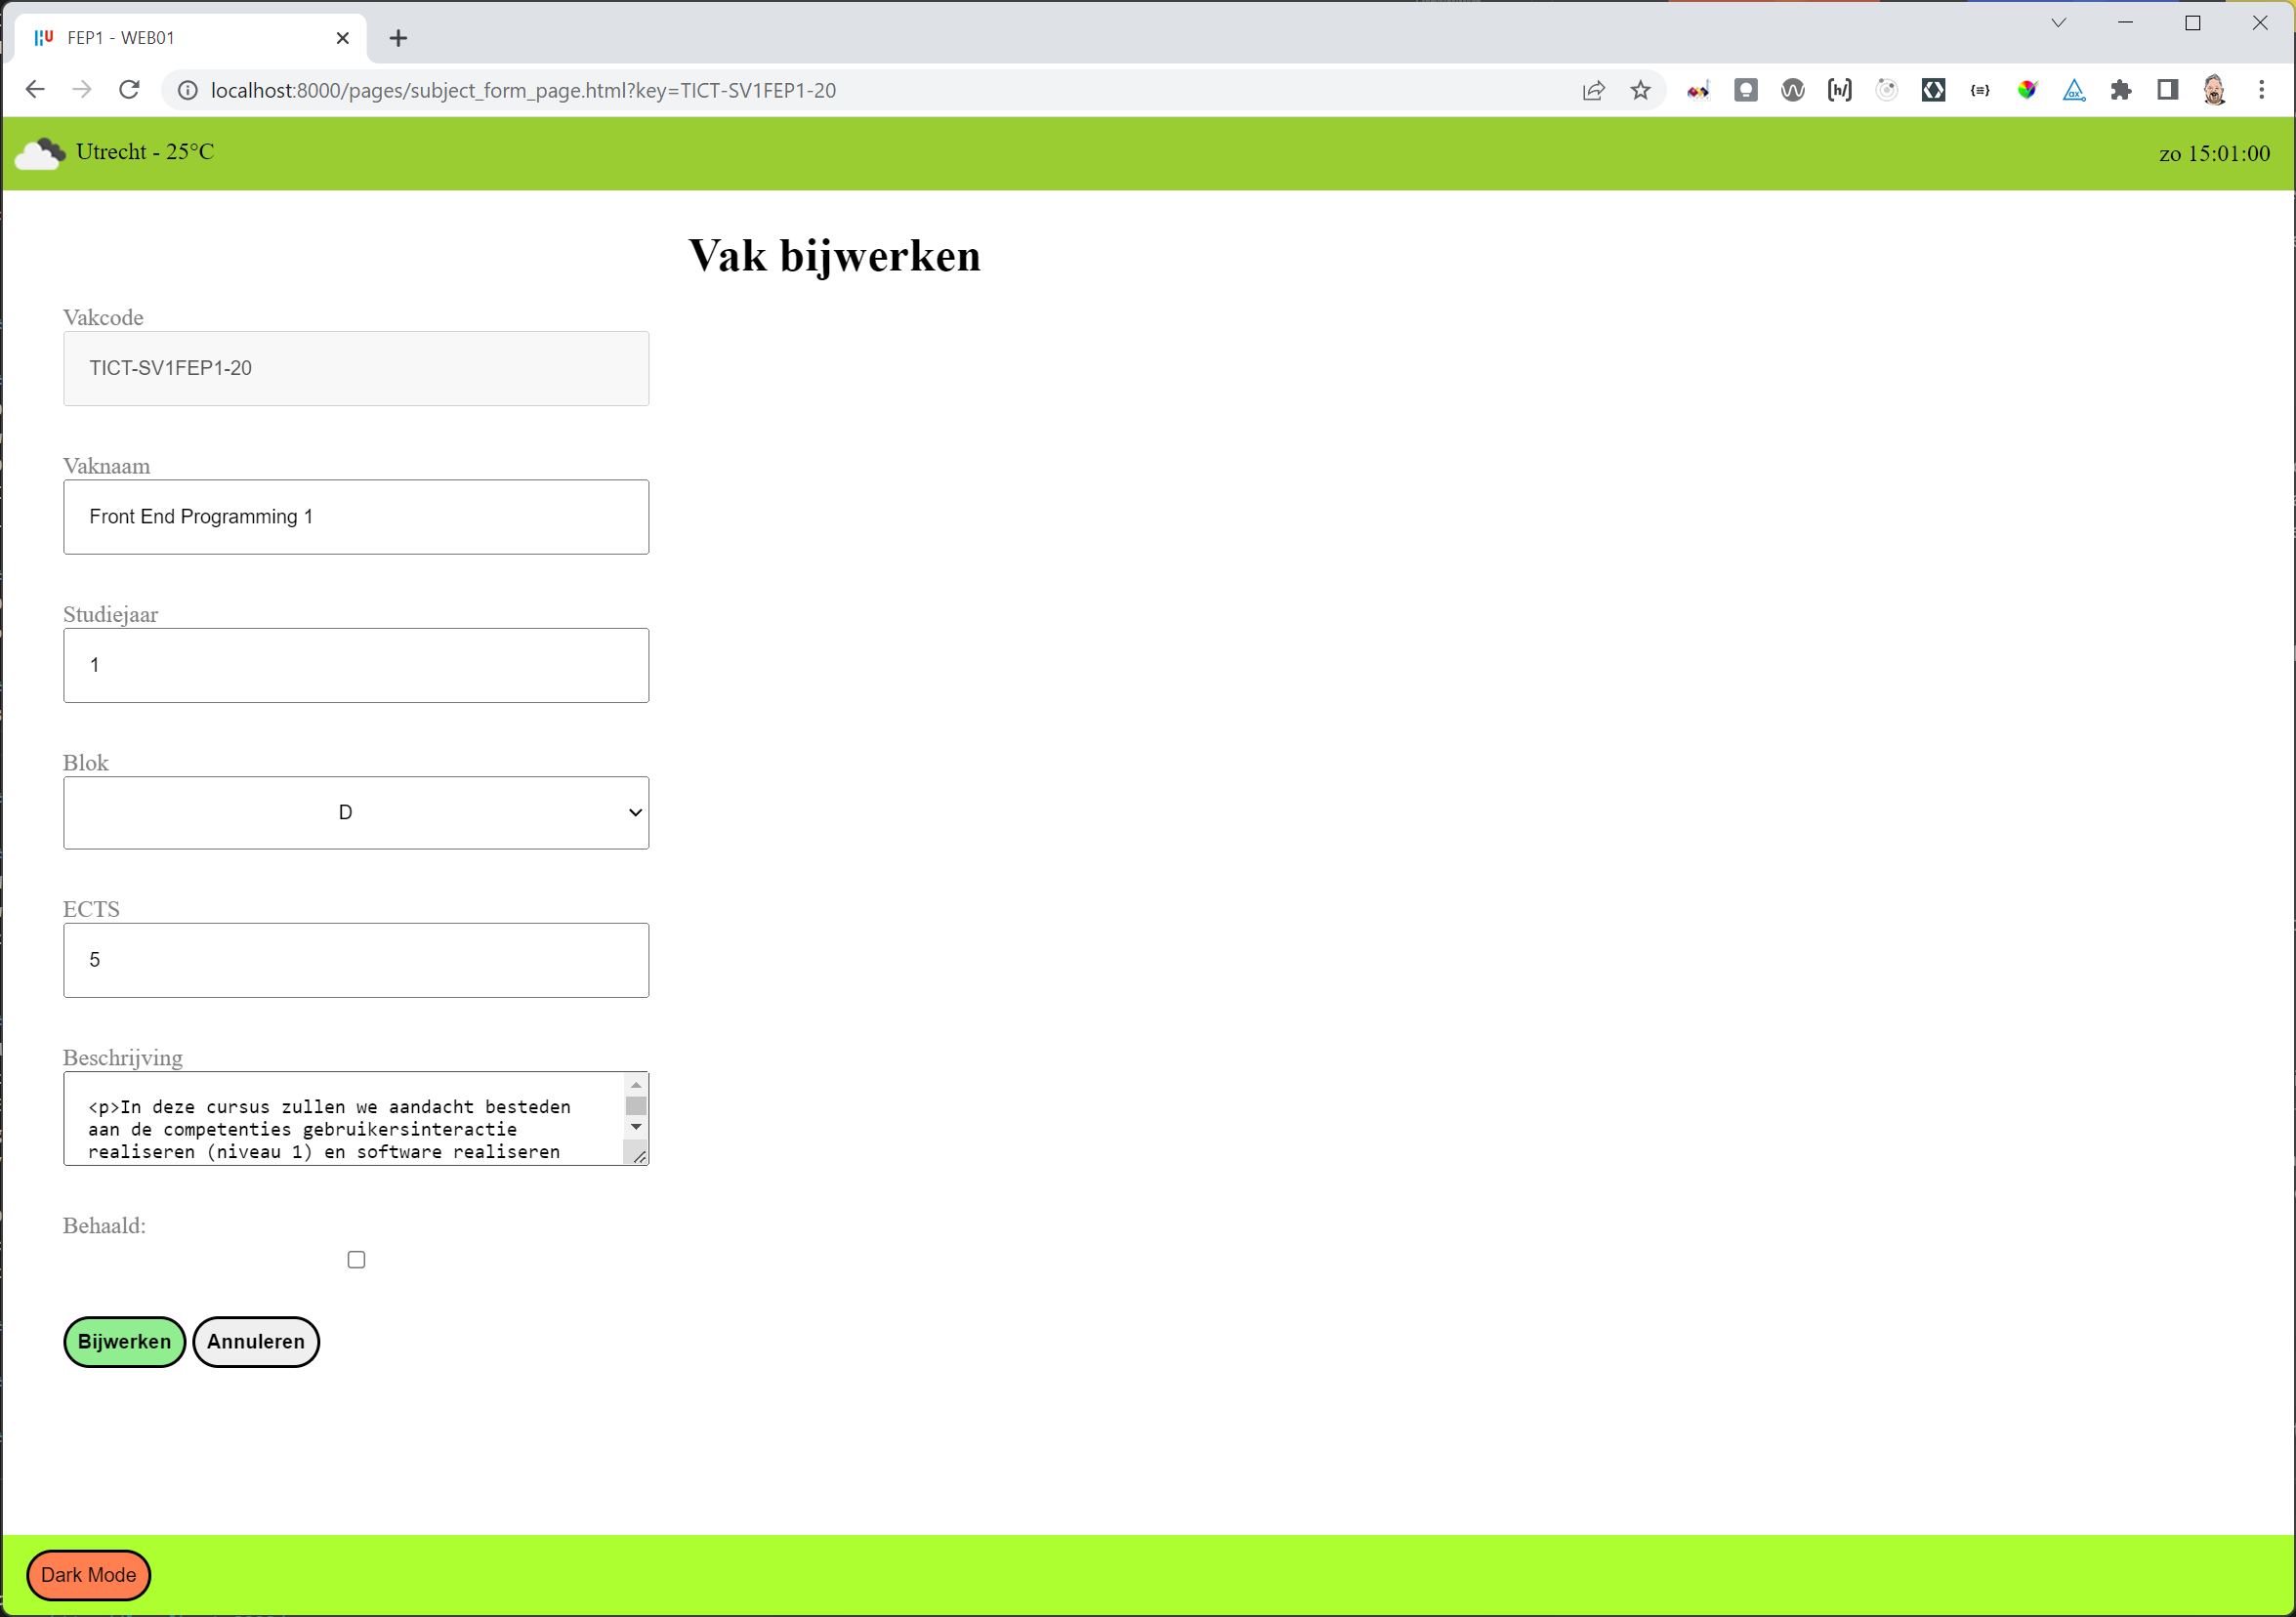 FEP1 - WEB01
localhost:8000/pages/subject_form_page.html?key=TICT-SV1FEP1-20
Utrecht - 25°C
zo 15:01:00
Vak bijwerken
Vakcode
TICT-SV1FEP1-20
Vaknaam
Front End Programming 1
Studiejaar
1
Blok
D
ECTS
5
Beschrijving
<p>In deze cursus zullen we aandacht besteden
aan de competenties gebruikersinteractie
realiseren (niveau 1) en software realiseren
Behaald:
Bijwerken Annuleren
Dark Mode